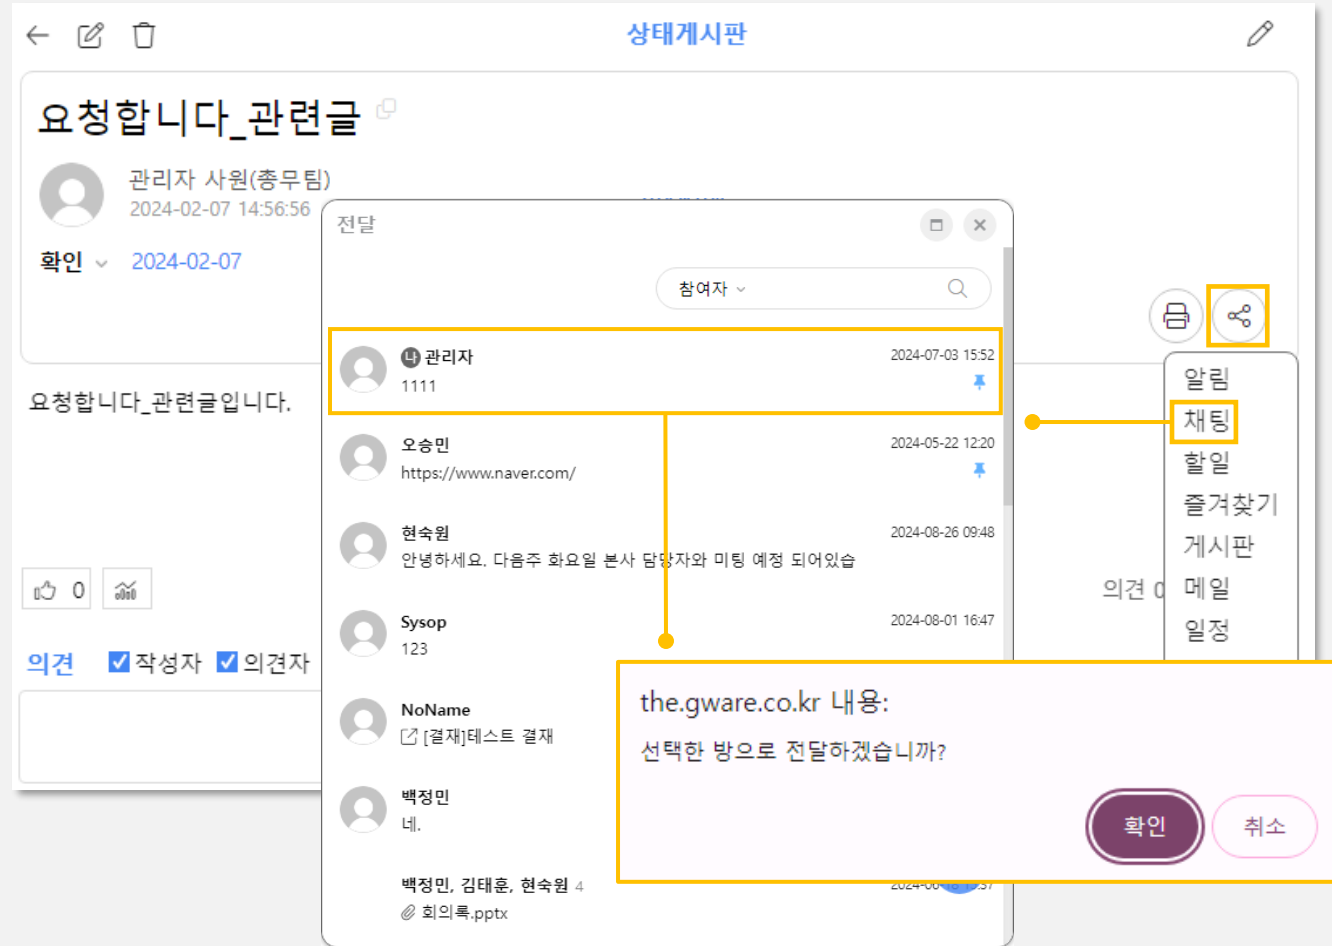 상태게시판
요청합니다_관련글
관리자 사원(총무팀)
2024-02-07 14:56:56
확인 2024-02-07
요청합니다_관련글입니다.
0
의견 0
의견 작성자 의견자
알림
채팅
할일
즐겨찾기
게시판
메일
일정
전달
참여자
나 관리자 2024-07-03 15:52
1111
오승민 2024-05-22 12:20
https://www.naver.com/
현숙원 2024-08-26 09:48
안녕하세요. 다음주 화요일 본사 담당자와 미팅 예정 되어있습
Sysop 2024-08-01 16:47
123
NoName
[결재]테스트 결재
백정민
네.
백정민, 김태훈, 현숙원 4
회의록.pptx
the.gware.co.kr 내용:
선택한 방으로 전달하겠습니까?
확인 취소